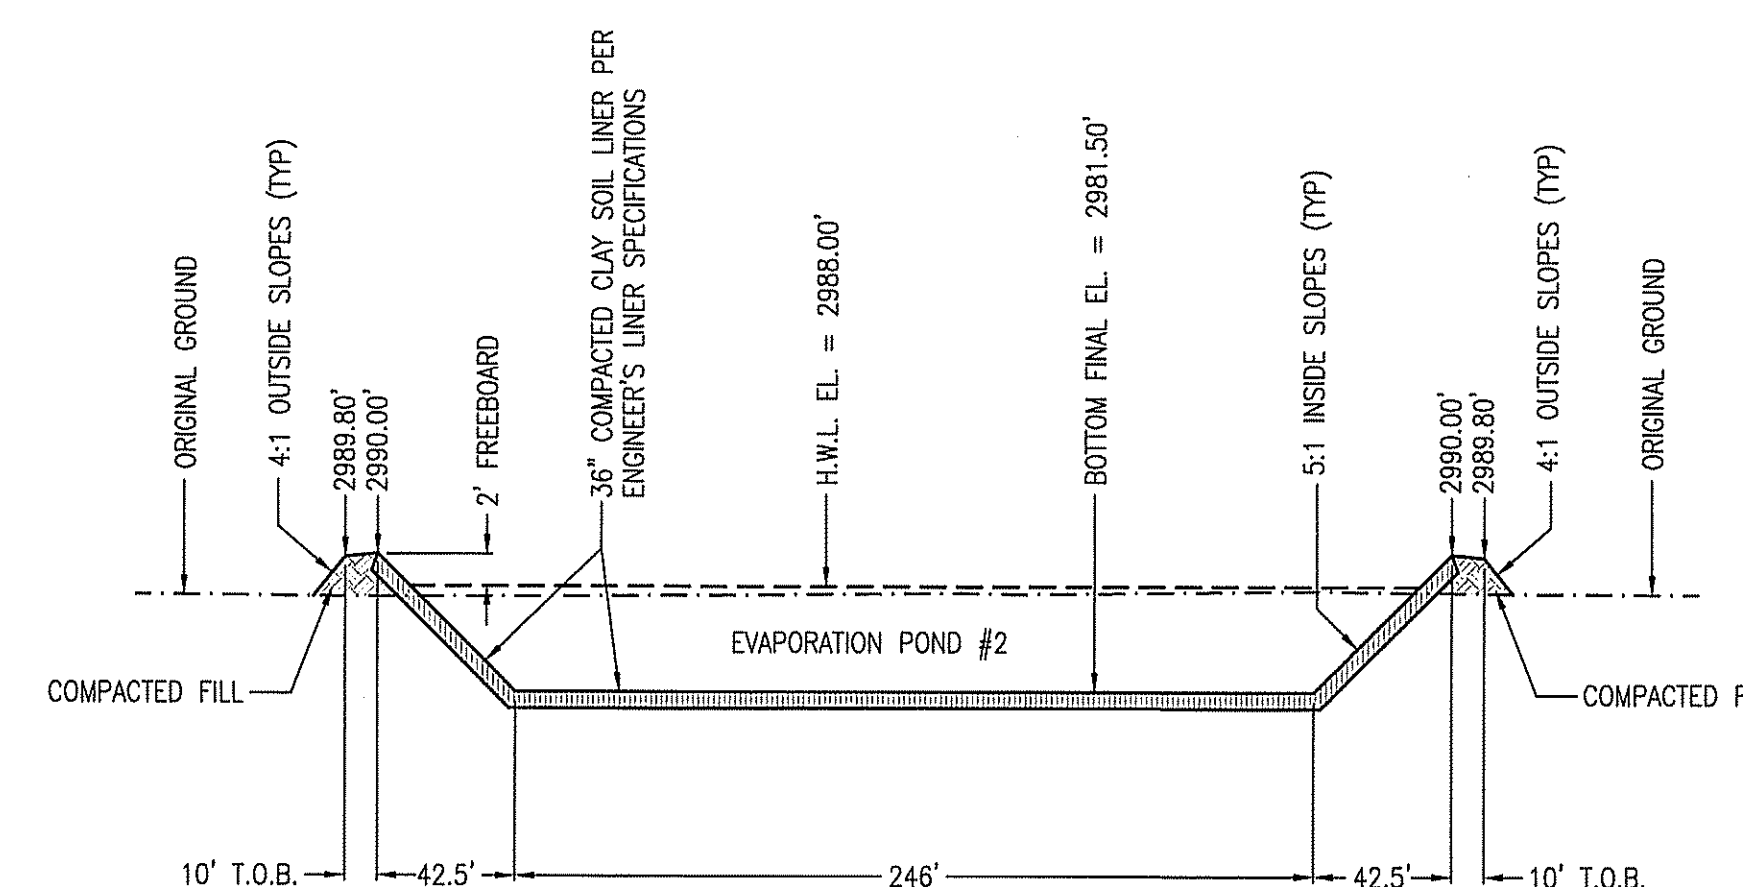 ORIGINAL GROUND
4:1 OUTSIDE SLOPES (TYP)
2989.80'
2990.00'
2' FREEBOARD
36" COMPACTED CLAY SOIL LINER PER
ENGINEER'S LINER SPECIFICATIONS
H.W.L. EL. = 2988.00'
BOTTOM FINAL EL. = 2981.50'
5:1 INSIDE SLOPES (TYP)
2990.00'
2989.80'
4:1 OUTSIDE SLOPES (TYP)
ORIGINAL GROUND
EVAPORATION POND #2
COMPACTED FILL
COMPACTED F
10' T.O.B.
42.5'
246'
42.5'
10' T.O.B.